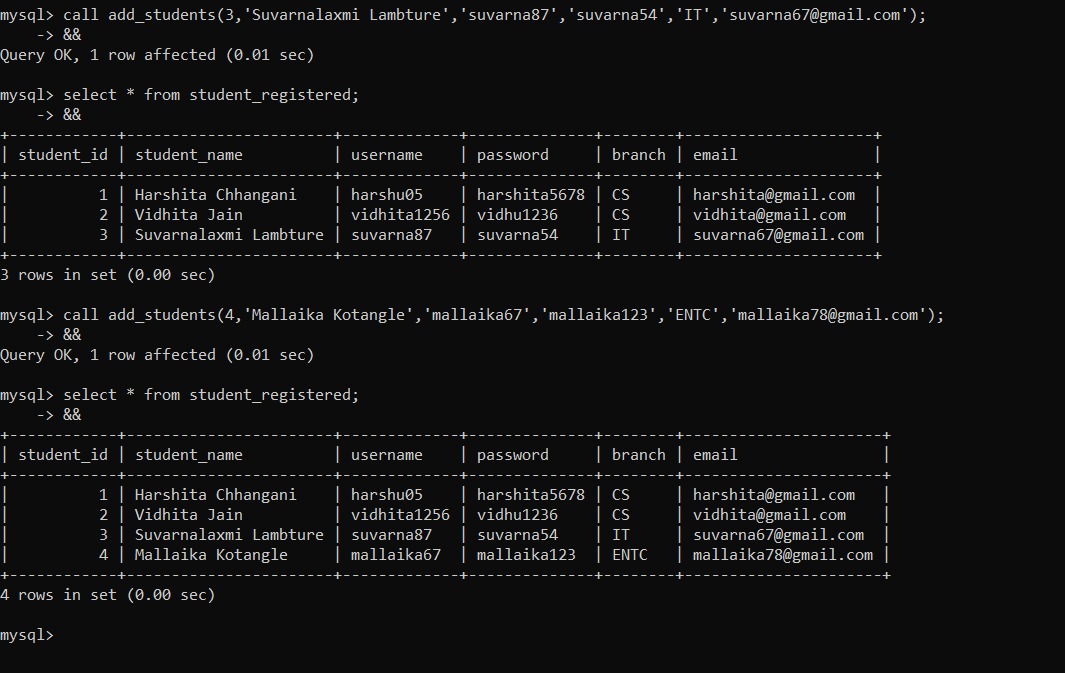 mysql> call add_students(3,'Suvarnalaxmi Lambture','suvarna87','suvarna54','IT','suvarna67@gmail.com');
    -> &&
Query OK, 1 row affected (0.01 sec)

mysql> select * from student_registered;
    -> &&
+------------+-----------------------+-------------+--------------+--------+---------------------+
| student_id | student_name          | username    | password     | branch | email               |
+------------+-----------------------+-------------+--------------+--------+---------------------+
|          1 | Harshita Chhangani    | harshu05    | harshita5678 | CS     | harshita@gmail.com  |
|          2 | Vidhita Jain          | vidhita1256 | vidhu1236    | CS     | vidhita@gmail.com   |
|          3 | Suvarnalaxmi Lambture | suvarna87   | suvarna54    | IT     | suvarna67@gmail.com |
+------------+-----------------------+-------------+--------------+--------+---------------------+
3 rows in set (0.00 sec)

mysql> call add_students(4,'Mallaika Kotangle','mallaika67','mallaika123','ENTC','mallaika78@gmail.com');
    -> &&
Query OK, 1 row affected (0.01 sec)

mysql> select * from student_registered;
    -> &&
+------------+-----------------------+-------------+--------------+--------+----------------------+
| student_id | student_name          | username    | password     | branch | email                |
+------------+-----------------------+-------------+--------------+--------+----------------------+
|          1 | Harshita Chhangani    | harshu05    | harshita5678 | CS     | harshita@gmail.com   |
|          2 | Vidhita Jain          | vidhita1256 | vidhu1236    | CS     | vidhita@gmail.com    |
|          3 | Suvarnalaxmi Lambture | suvarna87   | suvarna54    | IT     | suvarna67@gmail.com  |
|          4 | Mallaika Kotangle     | mallaika67  | mallaika123  | ENTC   | mallaika78@gmail.com |
+------------+-----------------------+-------------+--------------+--------+----------------------+
4 rows in set (0.00 sec)

mysql>